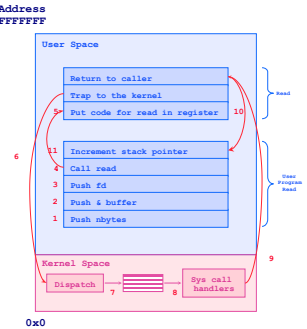 Address
FFFFFFF
User Space
Return to caller
Trap to the kernel
5 Put code for read in register
10
Read
6
11 Increment stack pointer
4 Call read
3 Push fd
2 Push & buffer
1 Push nbytes
User
Program
Read
9
Kernel Space
Dispatch
7
8
Sys call
handlers
0x0